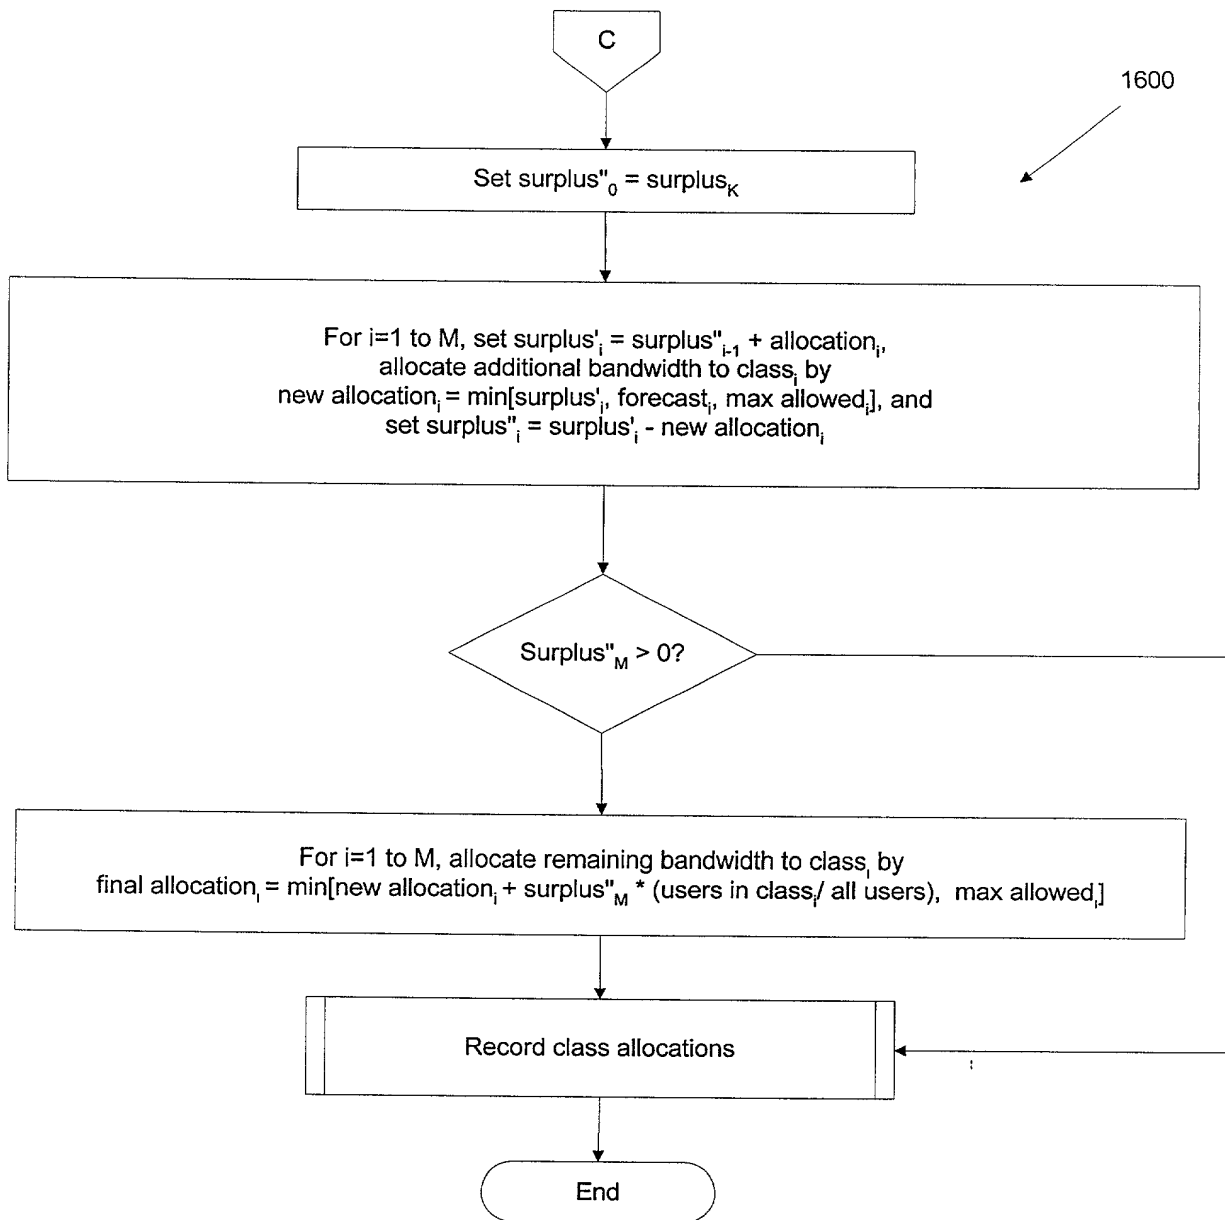 C
1600
Set surplus"₀ = surplus_K
For i=1 to M, set surplus'ᵢ = surplus"ᵢ₋₁ + allocationᵢ,
allocate additional bandwidth to classᵢ by
new allocationᵢ = min[surplus'ᵢ, forecastᵢ, max allowedᵢ], and
set surplus"ᵢ = surplus'ᵢ - new allocationᵢ
Surplus"_M > 0?
For i=1 to M, allocate remaining bandwidth to classᵢ by
final allocationᵢ = min[new allocationᵢ + surplus"_M * (users in classᵢ/ all users), max allowedᵢ]
Record class allocations
End